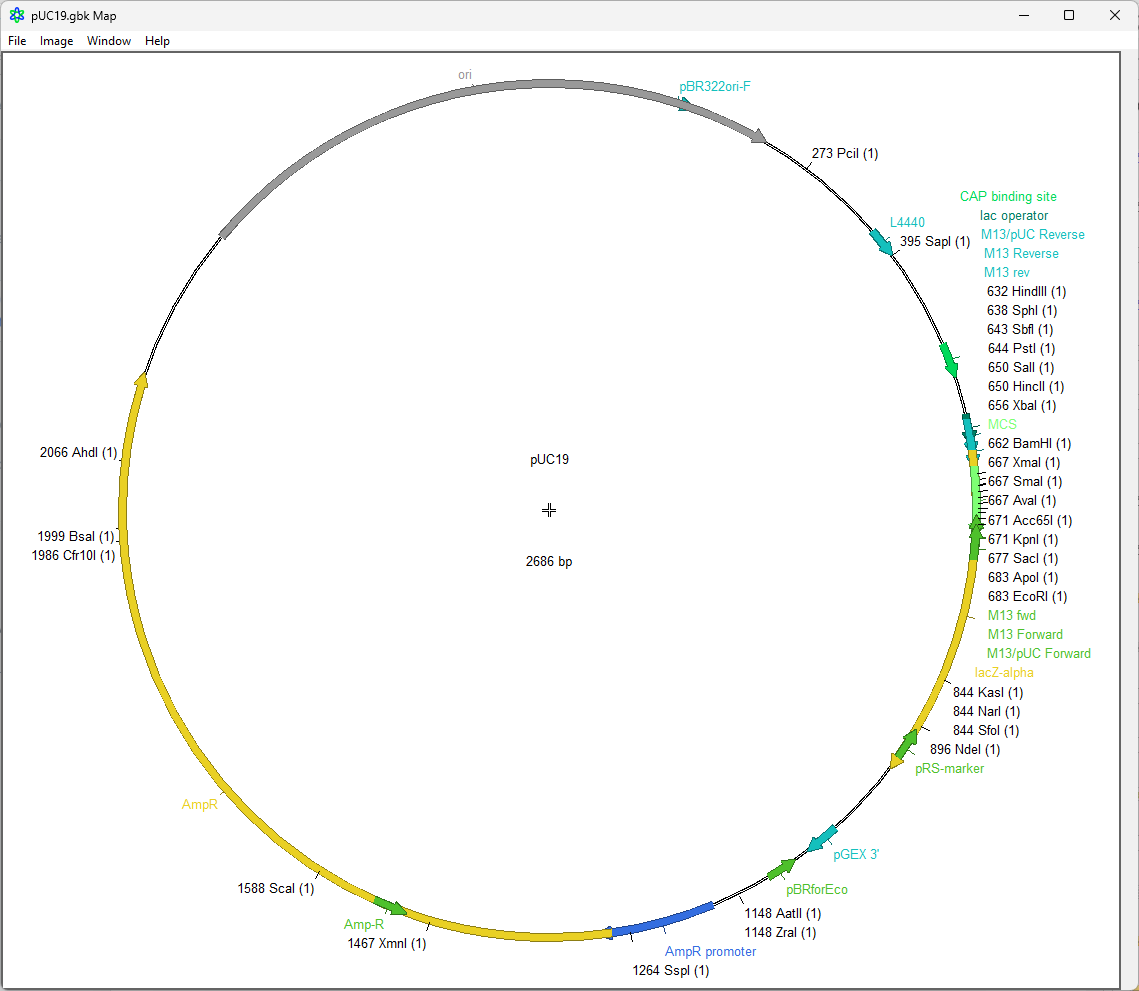 pUC19.gbk Map
File Image Window Help
ori
pBR322ori-F
273 PciI (1)
CAP binding site
lac operator
L4440
M13/pUC Reverse
395 SapI (1)
M13 Reverse
M13 rev
632 HindIII (1)
638 SphI (1)
643 SbfI (1)
644 PstI (1)
650 SalI (1)
650 HincII (1)
656 XbaI (1)
MCS
662 BamHI (1)
2066 AhdI (1)
pUC19
667 XmaI (1)
667 SmaI (1)
667 AvaI (1)
671 Acc65I (1)
1999 BsaI (1)
671 KpnI (1)
1986 Cfr10I (1)
2686 bp
677 SacI (1)
683 ApoI (1)
683 EcoRI (1)
M13 fwd
M13 Forward
M13/pUC Forward
lacZ-alpha
844 KasI (1)
844 NarI (1)
844 SfoI (1)
896 NdeI (1)
pRS-marker
AmpR
pGEX 3'
1588 ScaI (1)
pBRforEco
1148 AatII (1)
Amp-R
1148 ZraI (1)
1467 XmnI (1)
AmpR promoter
1264 SspI (1)